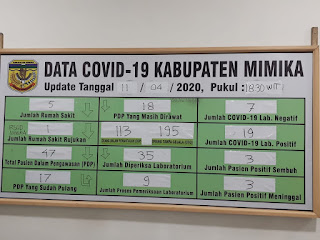 DATA COVID-19 KABUPATEN MIMIKA
Update Tanggal 11 / 04 / 2020, Pukul : 18.30 WIT
5
Jumlah Rumah Sakit
18
PDP Yang Masih Dirawat
7
Jumlah COVID-19 Lab. Negatif
1
Jumlah Rumah Sakit Rujukan
113
195
19
Jumlah COVID-19 Lab. Positif
47
Total Pasien Dalam Pengawasan (PDP)
35
Jumlah Diperiksa Laboratorium
3
Jumlah Pasien Positif Sembuh
17
PDP Yang Sudah Pulang
9
Jumlah Proses Pemeriksaan Laboratorium
3
Jumlah Pasien Positif Meninggal